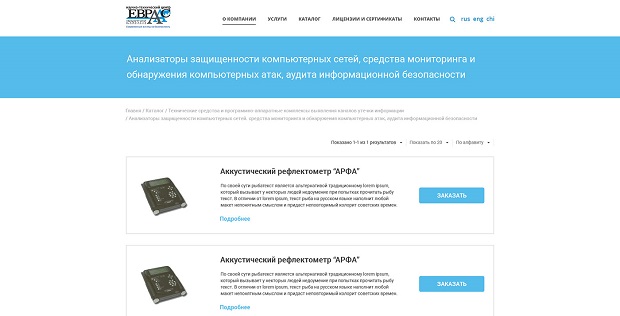 НАУЧНО-ТЕХНИЧЕСКИЙ ЦЕНТР
ЕВРААС
О КОМПАНИИ УСЛУГИ КАТАЛОГ ЛИЦЕНЗИИ И СЕРТИФИКАТЫ КОНТАКТЫ rus eng chi
Анализаторы защищенности компьютерных сетей, средства мониторинга и
обнаружения компьютерных атак, аудита информационной безопасности
/ Каталог / Технические средства и программно-аппаратные комплексы выявления каналов утечки информации
/ Анализаторы защищенности компьютерных сетей, средства мониторинга и обнаружения компьютерных атак, аудита информационной безопасности
Показано 1-1 из 1 результатов Показать по 20 По алфавиту
Аккустический рефлектометр "АРФА"
По своей сути рыбатекст является альтернативой традиционному lorem ipsum,
который вызывает у некторых людей недоумение при попытках прочитать рыбу
текст. В отличии от lorem ipsum, текст рыба на русском языке наполнит любой
макет непонятным смыслом и придаст неповторимый колорит советских времен.
ЗАКАЗАТЬ
Подробнее
Аккустический рефлектометр "АРФА"
По своей сути рыбатекст является альтернативой традиционному lorem ipsum,
который вызывает у некторых людей недоумение при попытках прочитать рыбу
текст. В отличии от lorem ipsum, текст рыба на русском языке наполнит любой
макет непонятным смыслом и придаст неповторимый колорит советских времен.
ЗАКАЗАТЬ
Подробнее